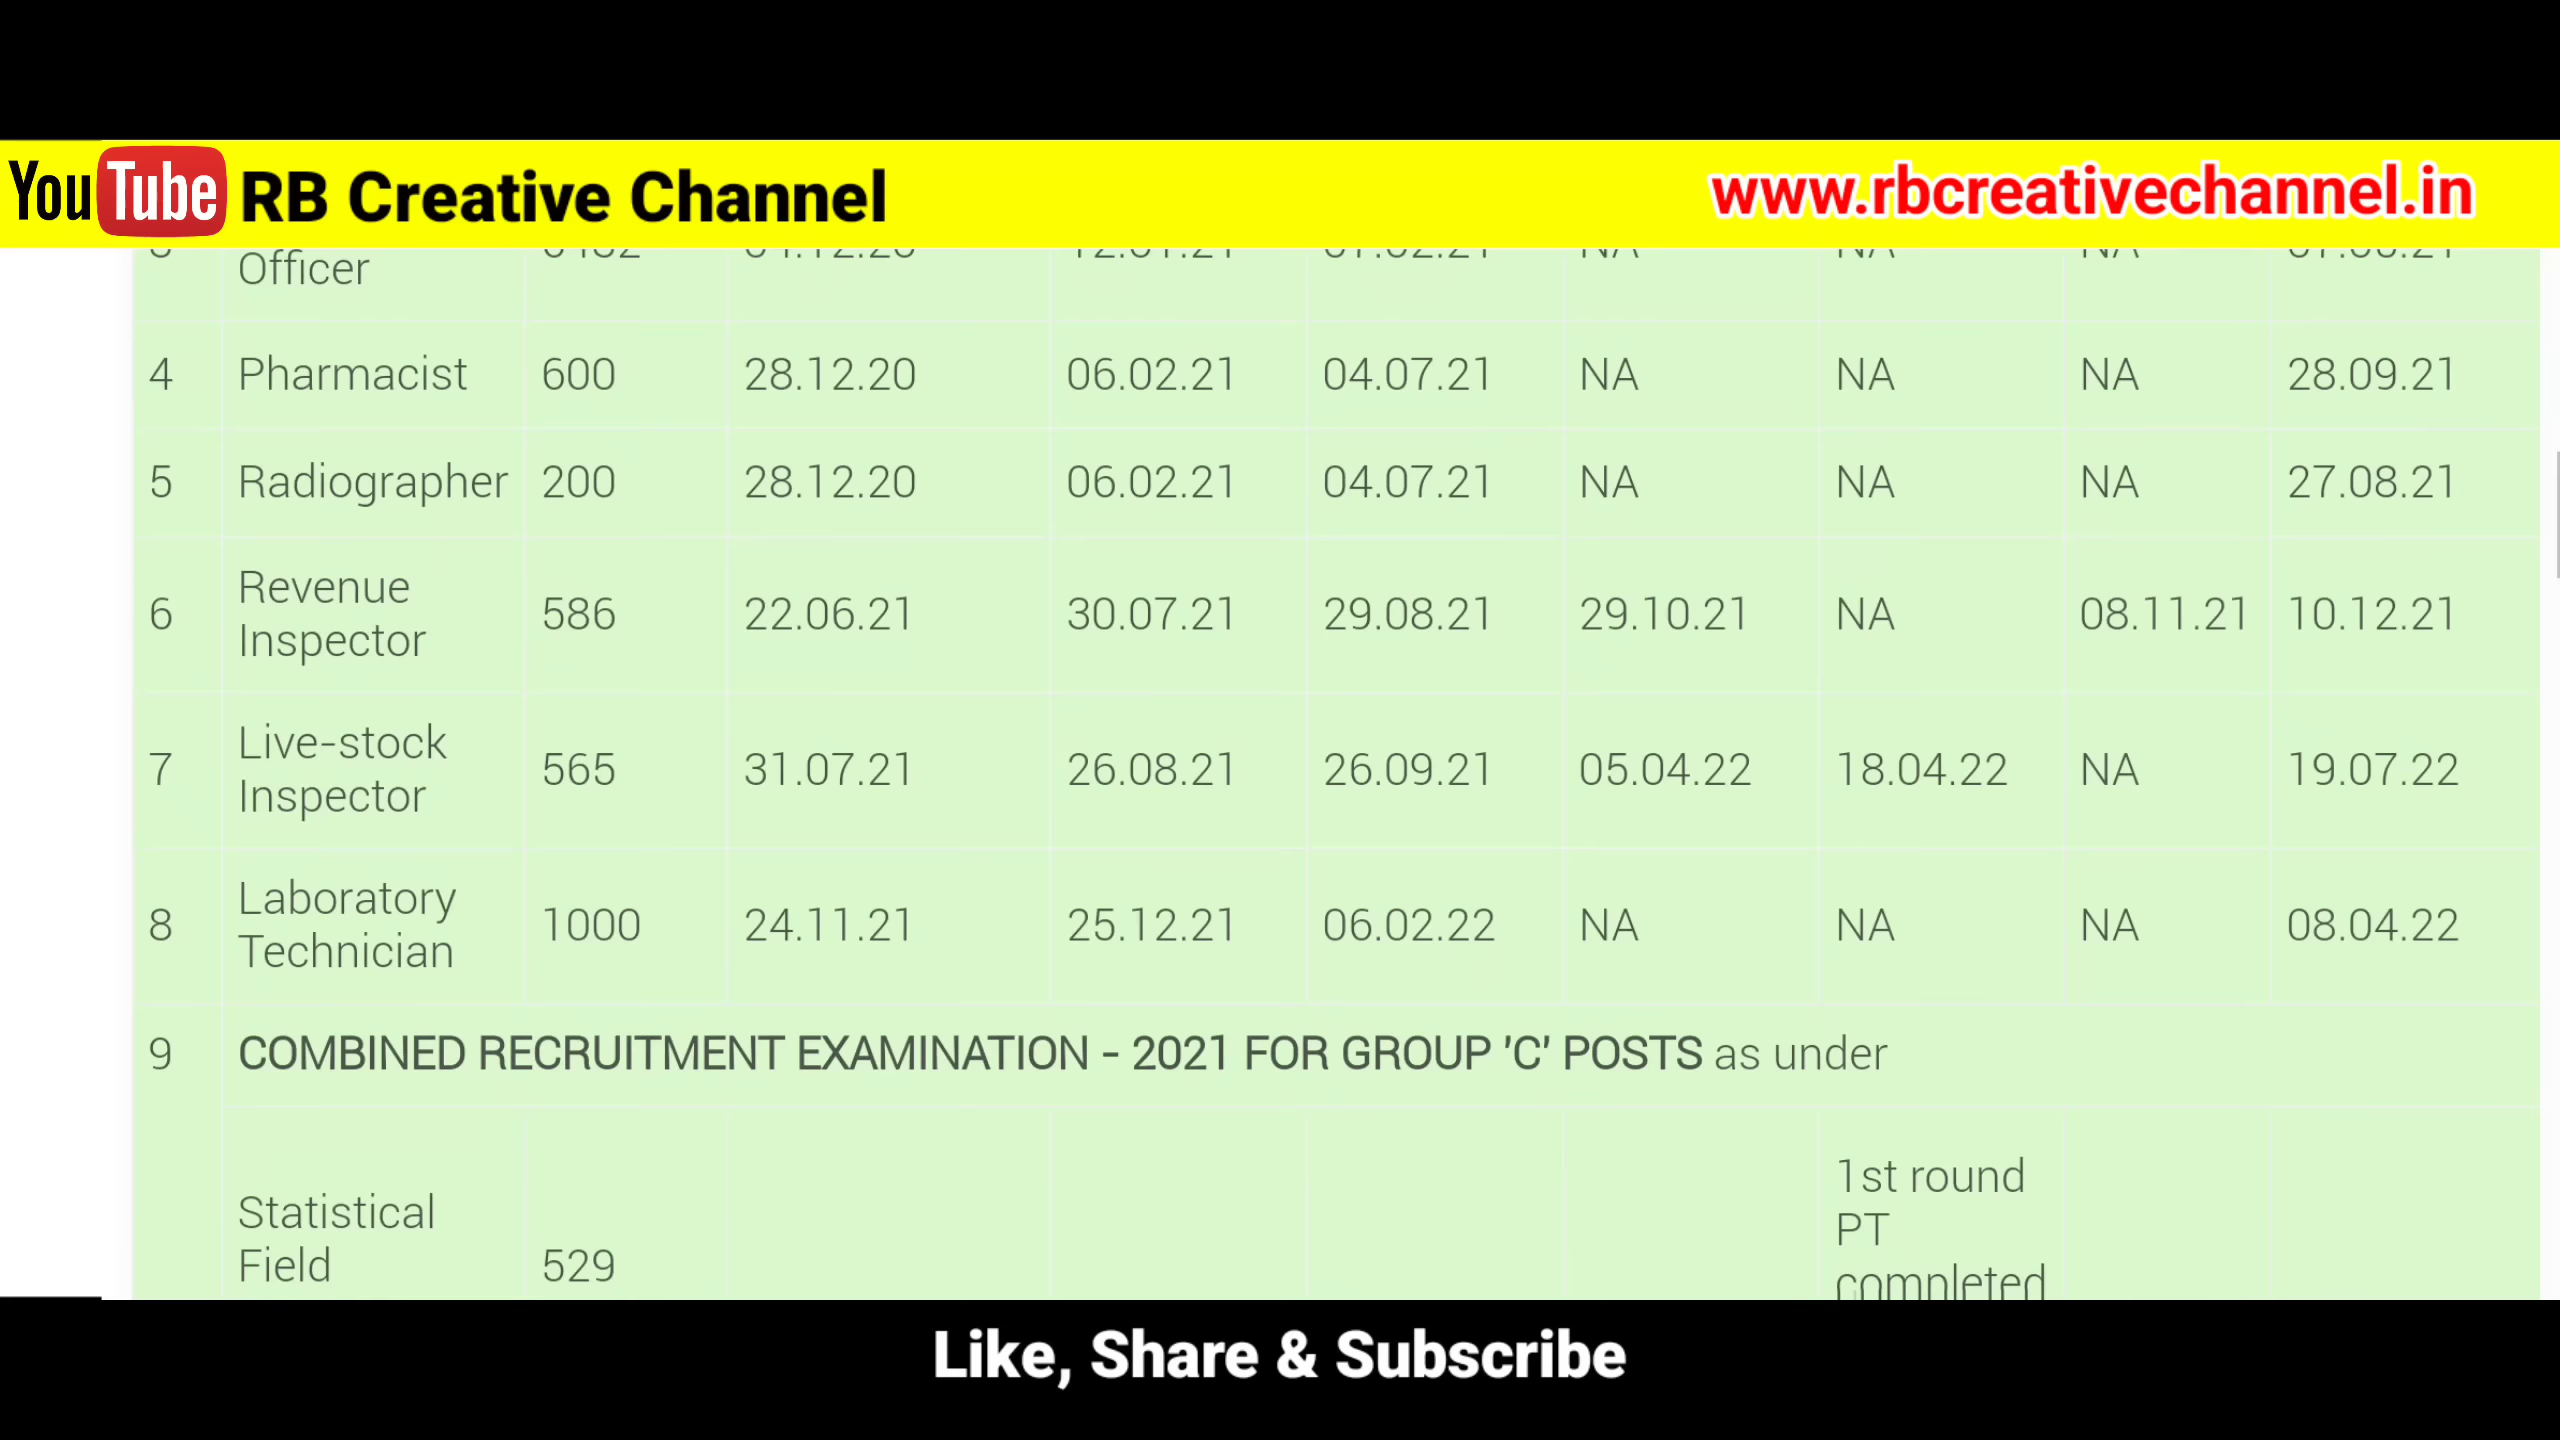 YouTube RB Creative Channel www.rbcreativechannel.in
Officer
4 Pharmacist 600 28.12.20 06.02.21 04.07.21 NA NA NA 28.09.21
5 Radiographer 200 28.12.20 06.02.21 04.07.21 NA NA NA 27.08.21
6 Revenue Inspector 586 22.06.21 30.07.21 29.08.21 29.10.21 NA 08.11.21 10.12.21
7 Live-stock Inspector 565 31.07.21 26.08.21 26.09.21 05.04.22 18.04.22 NA 19.07.22
8 Laboratory Technician 1000 24.11.21 25.12.21 06.02.22 NA NA NA 08.04.22
9 COMBINED RECRUITMENT EXAMINATION - 2021 FOR GROUP 'C' POSTS as under
Statistical Field 529 1st round PT completed
Like, Share & Subscribe